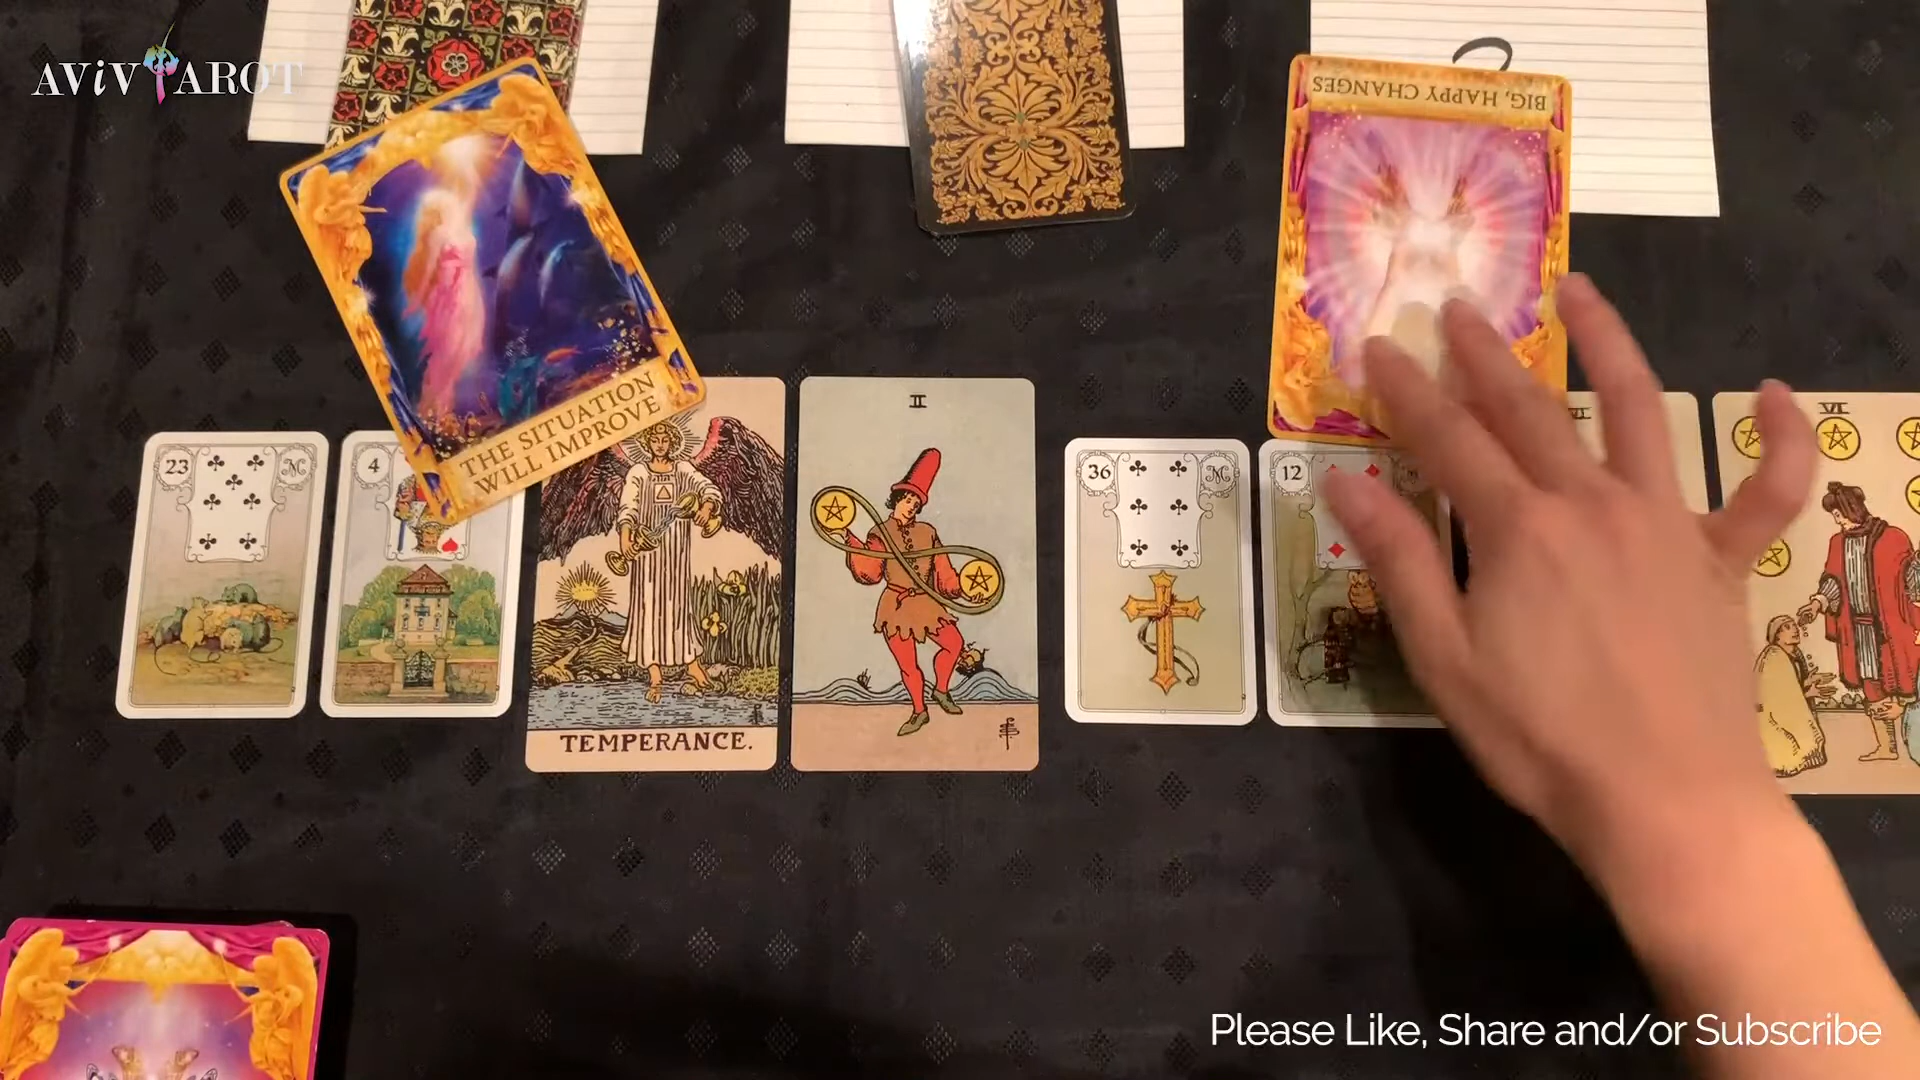 AViV TAROT
BIG, HAPPY CHANGES
THE SITUATION
WILL IMPROVE
II
VI
23
4
36
12
TEMPERANCE.
Please Like, Share and/or Subscribe